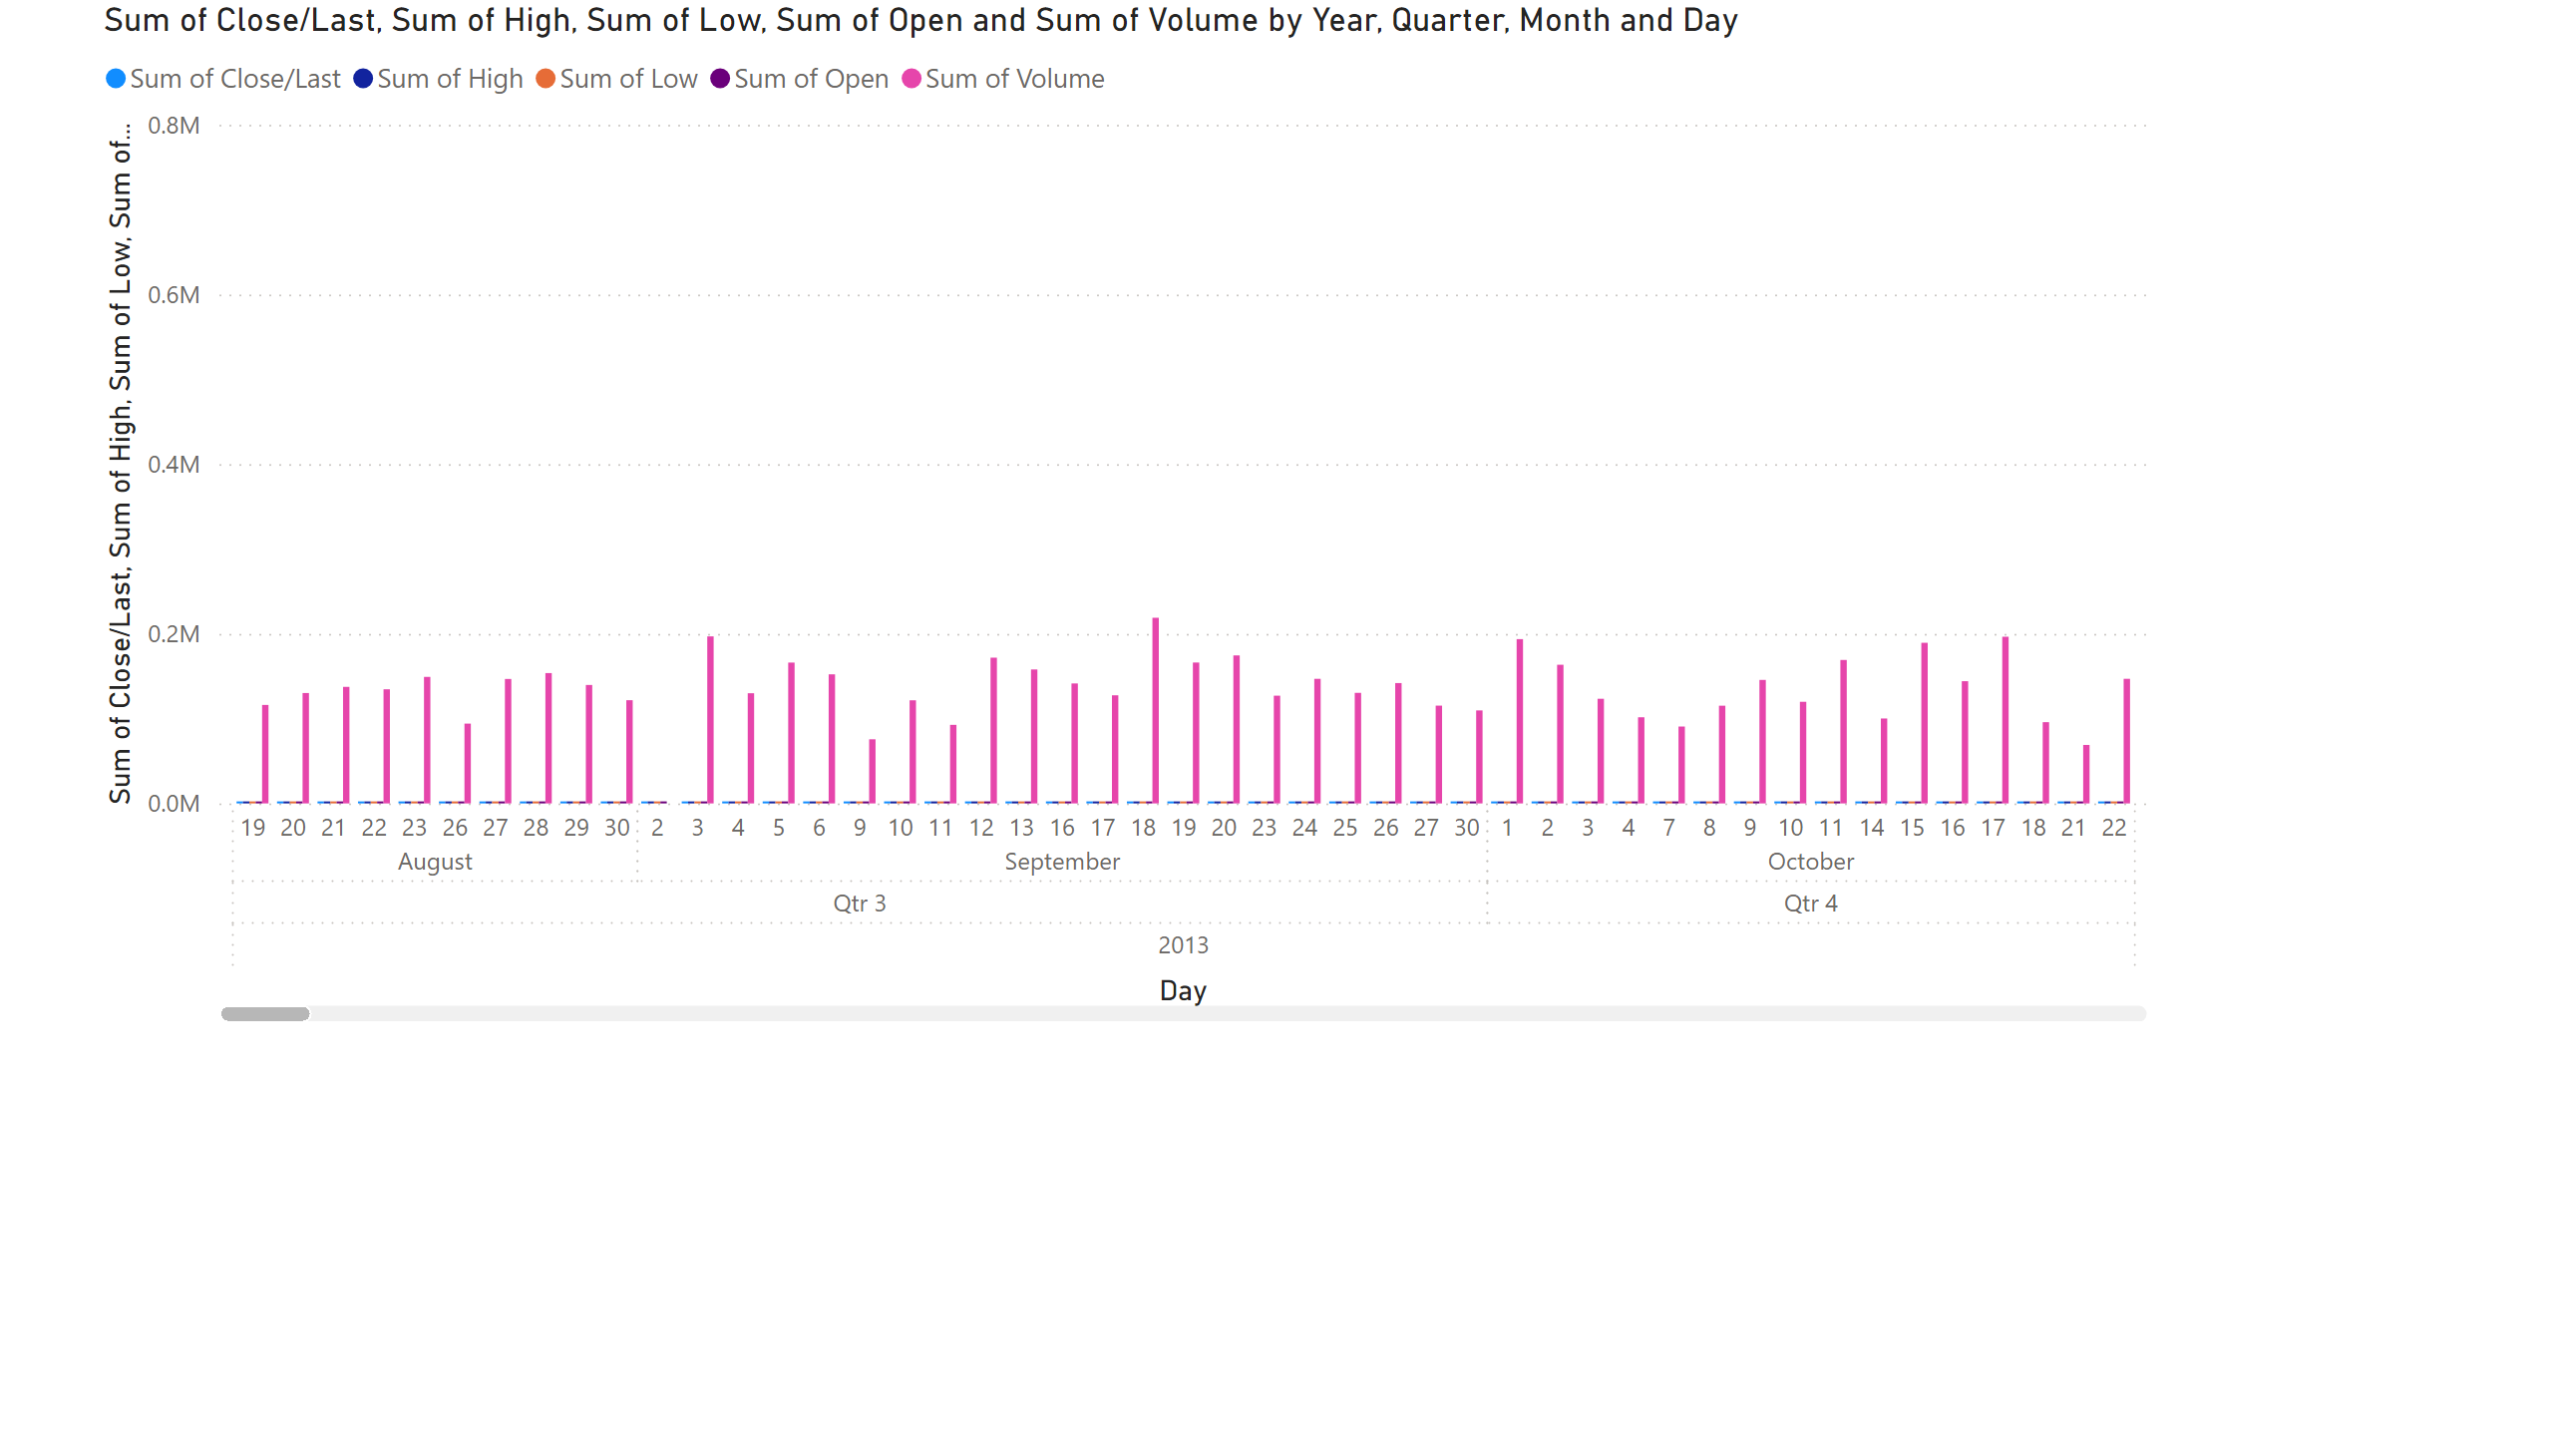 Sum of Close/Last, Sum of High, Sum of Low, Sum of Open and Sum of Volume by Year, Quarter, Month and Day
Sum of Close/Last Sum of High Sum of Low Sum of Open Sum of Volume
Sum of Close/Last, Sum of High, Sum of Low, Sum of...
0.8M
0.6M
0.4M
0.2M
0.0M
19 20 21 22 23 26 27 28 29 30 2 3 4 5 6 9 10 11 12 13 16 17 18 19 20 23 24 25 26 27 30 1 2 3 4 7 8 9 10 11 14 15 16 17 18 21 22
August September October
Qtr 3 Qtr 4
2013
Day